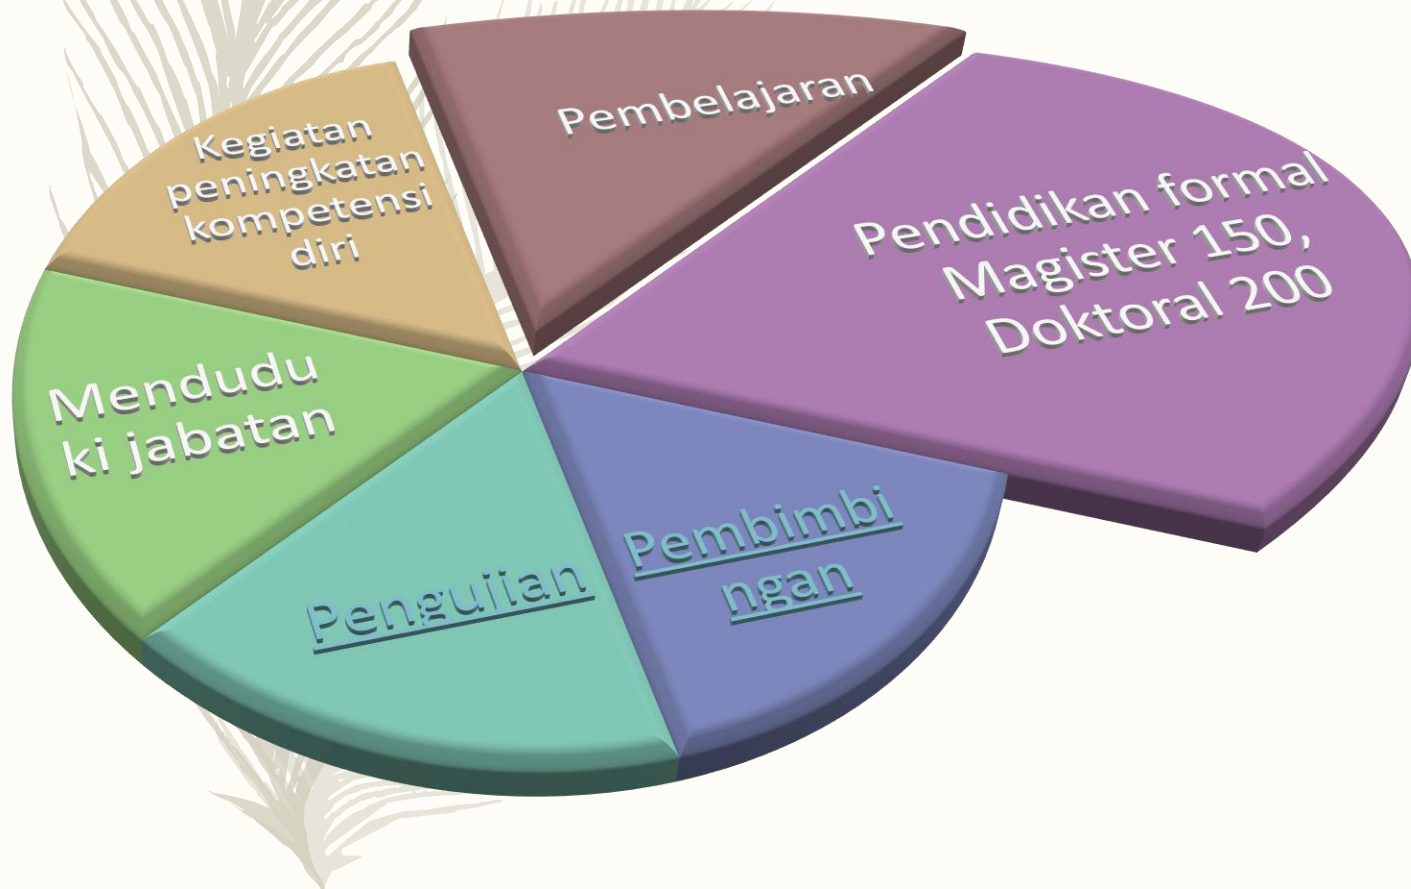 Pembelajaran
Pendidikan formal
Magister 150,
Doktoral 200
Pembimbi
ngan
Pengujian
Mendudu
ki jabatan
Kegiatan
peningkatan
kompetensi
diri